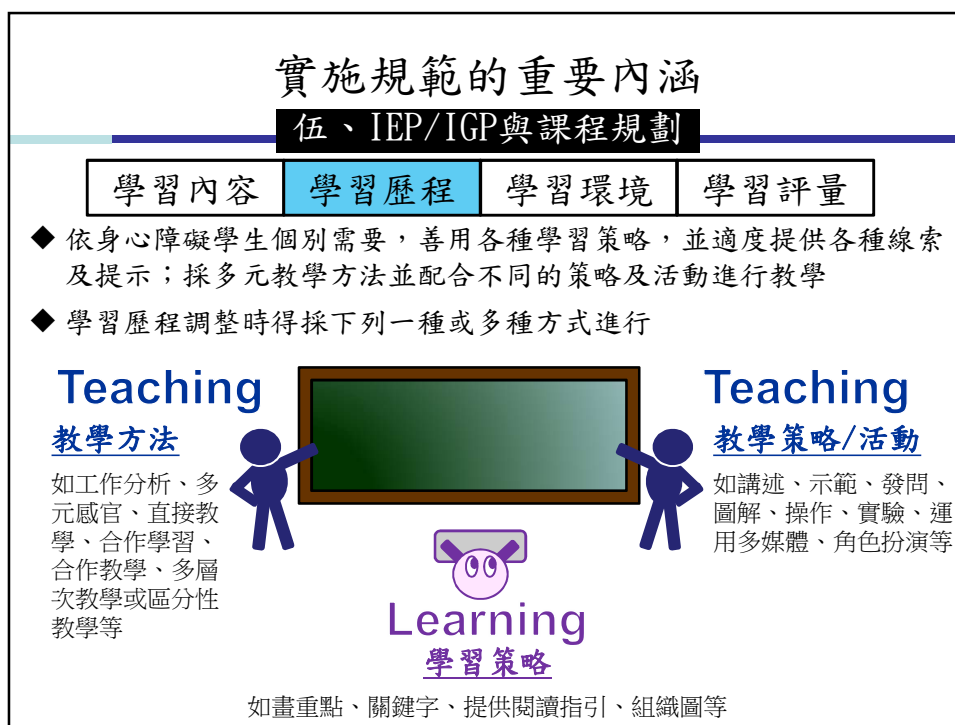 實施規範的重要內涵
伍、IEP/IGP與課程規劃
學習內容 學習歷程 學習環境 學習評量
◆ 依身心障礙學生個別需要，善用各種學習策略，並適度提供各種線索
及提示；採多元教學方法並配合不同的策略及活動進行教學
◆ 學習歷程調整時得採下列一種或多種方式進行
Teaching
教學方法
如工作分析、多
元感官、直接教
學、合作學習、
合作教學、多層
次教學或區分性
教學等
Teaching
教學策略/活動
如講述、示範、發問、
圖解、操作、實驗、運
用多媒體、角色扮演等
Learning
學習策略
如畫重點、關鍵字、提供閱讀指引、組織圖等